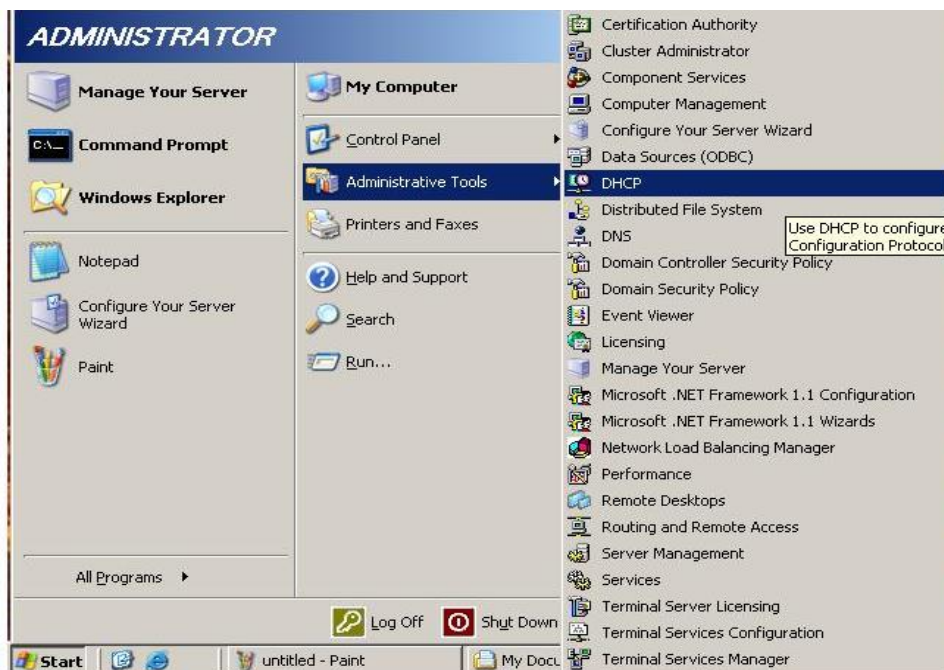 ADMINISTRATOR
Manage Your Server
C:\_
Command Prompt
Windows Explorer
Notepad
Configure Your Server
Wizard
Paint
All Programs
My Computer
Control Panel
Administrative Tools
Printers and Faxes
Help and Support
Search
Run...
Log Off
Shut Down
Certification Authority
Cluster Administrator
Component Services
Computer Management
Configure Your Server Wizard
Data Sources (ODBC)
DHCP
Distributed File System
DNS
Use DHCP to configure
Configuration Protocol
Domain Controller Security Policy
Domain Security Policy
Event Viewer
Licensing
Manage Your Server
Microsoft .NET Framework 1.1 Configuration
Microsoft .NET Framework 1.1 Wizards
Network Load Balancing Manager
Performance
Remote Desktops
Routing and Remote Access
Server Management
Services
Terminal Server Licensing
Terminal Services Configuration
Terminal Services Manager
Start
untitled - Paint
My Docu